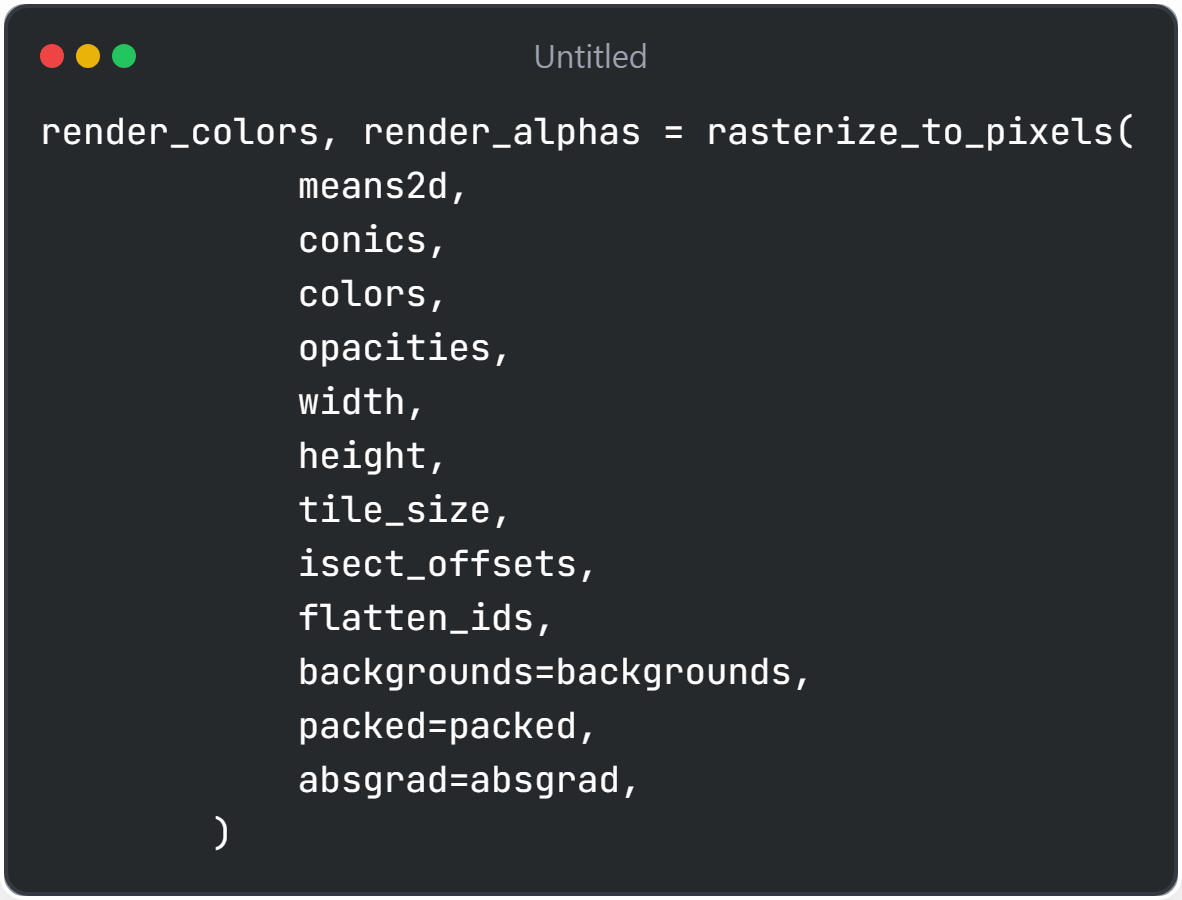 Untitled
render_colors, render_alphas = rasterize_to_pixels(
            means2d,
            conics,
            colors,
            opacities,
            width,
            height,
            tile_size,
            isect_offsets,
            flatten_ids,
            backgrounds=backgrounds,
            packed=packed,
            absgrad=absgrad,
        )